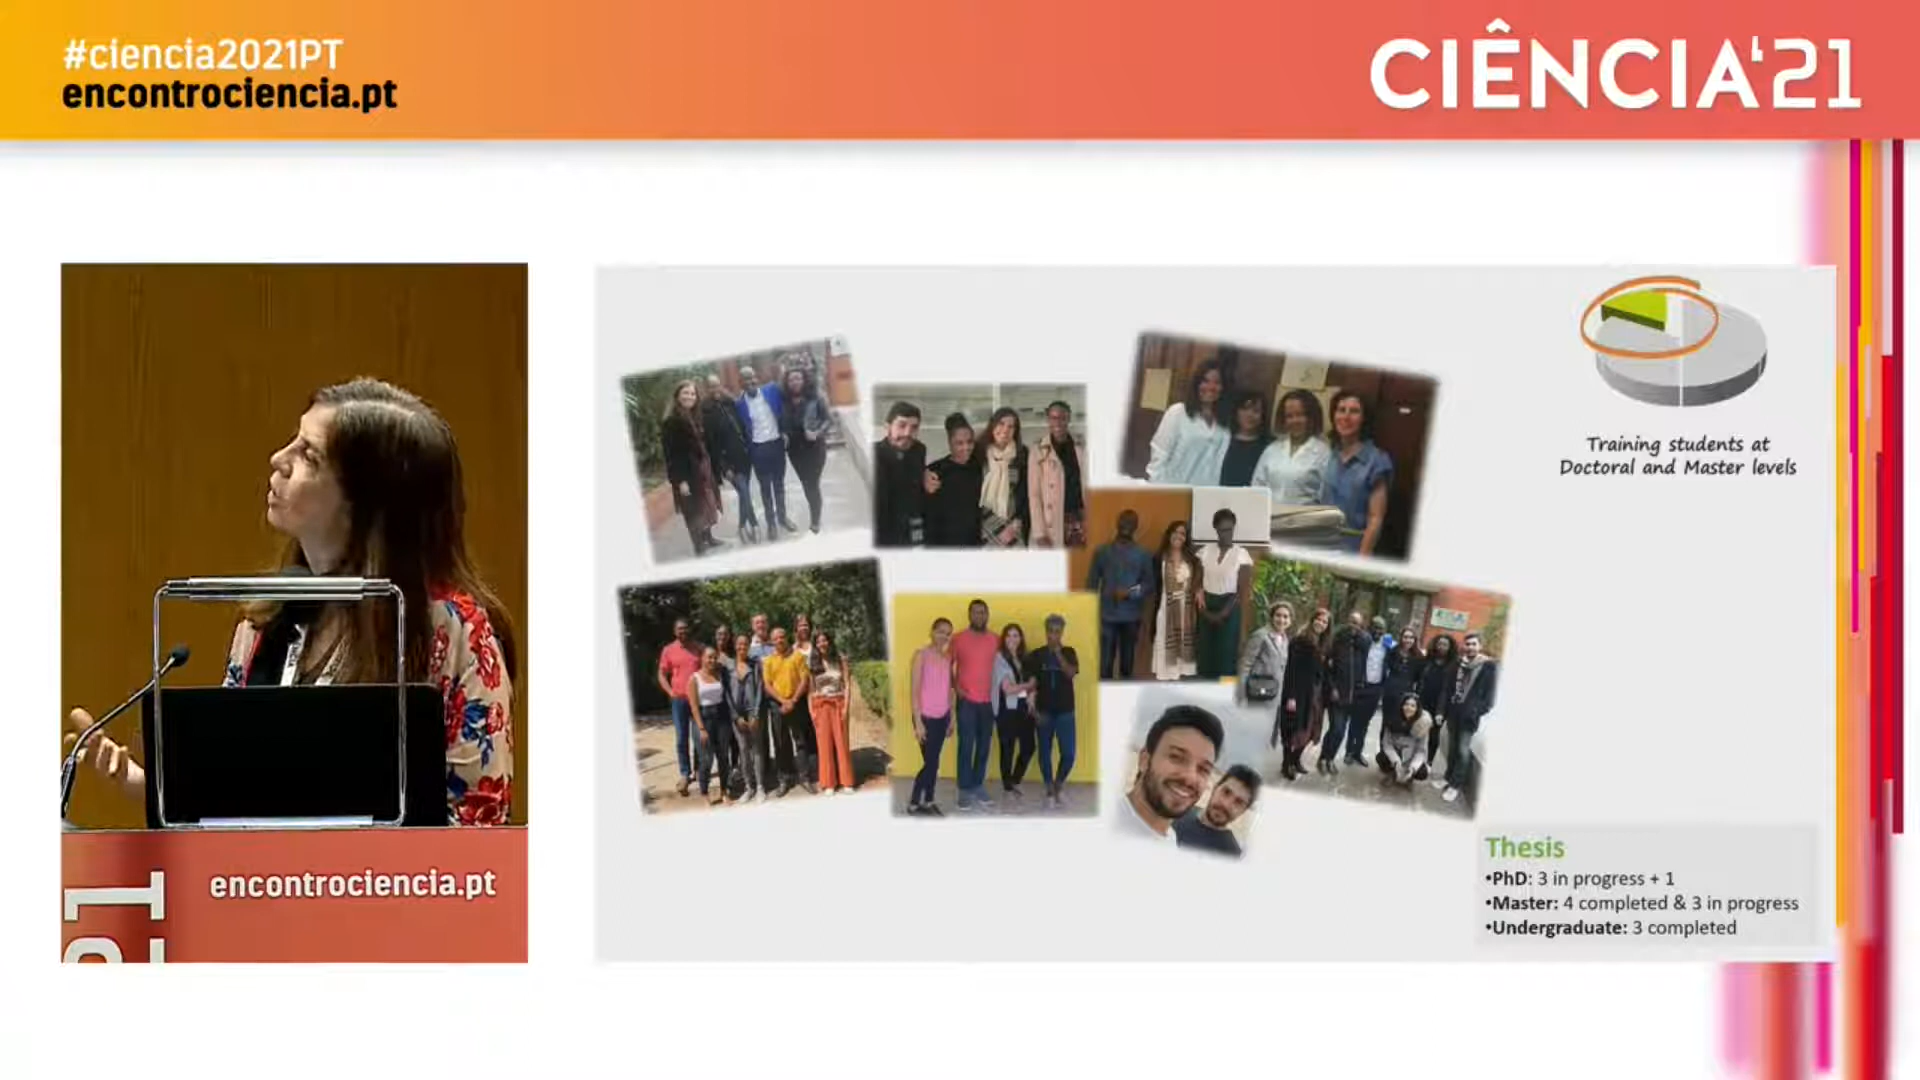 #ciencia2021PT
encontrociencia.pt
CIÊNCIA'21
Training students at
Doctoral and Master levels
21
encontrociencia.pt
Thesis
•PhD: 3 in progress + 1
•Master: 4 completed & 3 in progress
•Undergraduate: 3 completed